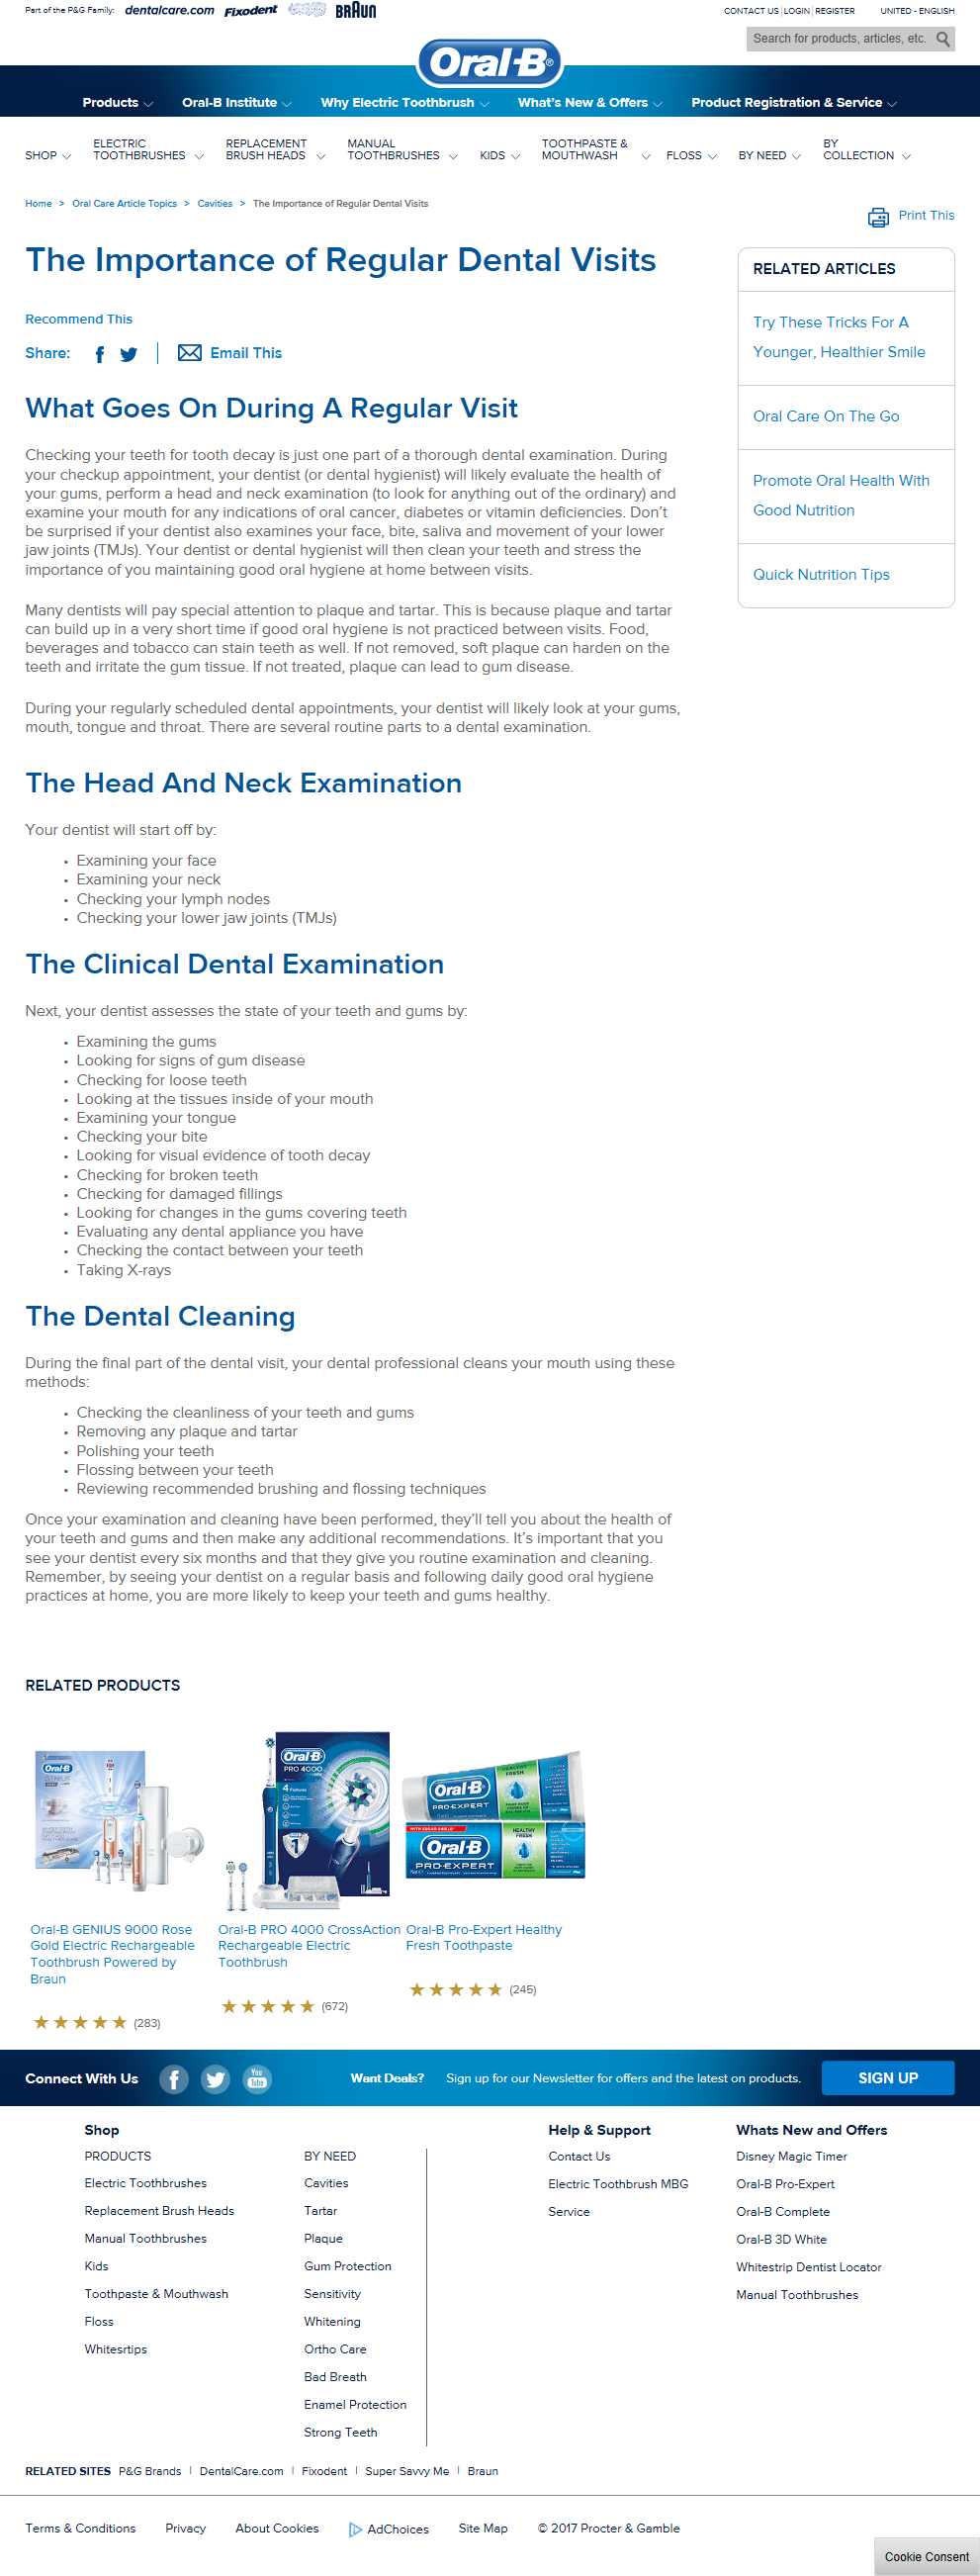 Part of the P&G Family: dentalcare.com Fixodent BRAUN
CONTACT US | LOGIN | REGISTER UNITED - ENGLISH
Search for products, articles, etc.
Oral-B®
Products Oral-B Institute Why Electric Toothbrush What's New & Offers Product Registration & Service
SHOP ELECTRIC TOOTHBRUSHES REPLACEMENT BRUSH HEADS MANUAL TOOTHBRUSHES KIDS TOOTHPASTE & MOUTHWASH FLOSS BY NEED BY COLLECTION
Home > Oral Care Article Topics > Cavities > The Importance of Regular Dental Visits
Print This
The Importance of Regular Dental Visits
Recommend This
Share: Email This
What Goes On During A Regular Visit
Checking your teeth for tooth decay is just one part of a thorough dental examination. During
your checkup appointment, your dentist (or dental hygienist) will likely evaluate the health of
your gums, perform a head and neck examination (to look for anything out of the ordinary) and
examine your mouth for any indications of oral cancer, diabetes or vitamin deficiencies. Don't
be surprised if your dentist also examines your face, bite, saliva and movement of your lower
jaw joints (TMJs). Your dentist or dental hygienist will then clean your teeth and stress the
importance of you maintaining good oral hygiene at home between visits.
Many dentists will pay special attention to plaque and tartar. This is because plaque and tartar
can build up in a very short time if good oral hygiene is not practiced between visits. Food,
beverages and tobacco can stain teeth as well. If not removed, soft plaque can harden on the
teeth and irritate the gum tissue. If not treated, plaque can lead to gum disease.
During your regularly scheduled dental appointments, your dentist will likely look at your gums,
mouth, tongue and throat. There are several routine parts to a dental examination.
The Head And Neck Examination
Your dentist will start off by:
• Examining your face
• Examining your neck
• Checking your lymph nodes
• Checking your lower jaw joints (TMJs)
The Clinical Dental Examination
Next, your dentist assesses the state of your teeth and gums by:
• Examining the gums
• Looking for signs of gum disease
• Checking for loose teeth
• Looking at the tissues inside of your mouth
• Examining your tongue
• Checking your bite
• Looking for visual evidence of tooth decay
• Checking for broken teeth
• Checking for damaged fillings
• Looking for changes in the gums covering teeth
• Evaluating any dental appliance you have
• Checking the contact between your teeth
• Taking X-rays
The Dental Cleaning
During the final part of the dental visit, your dental professional cleans your mouth using these
methods:
• Checking the cleanliness of your teeth and gums
• Removing any plaque and tartar
• Polishing your teeth
• Flossing between your teeth
• Reviewing recommended brushing and flossing techniques
Once your examination and cleaning have been performed, they'll tell you about the health of
your teeth and gums and then make any additional recommendations. It's important that you
see your dentist every six months and that they give you routine examination and cleaning.
Remember, by seeing your dentist on a regular basis and following daily good oral hygiene
practices at home, you are more likely to keep your teeth and gums healthy.
RELATED ARTICLES
Try These Tricks For A
Younger, Healthier Smile
Oral Care On The Go
Promote Oral Health With
Good Nutrition
Quick Nutrition Tips
RELATED PRODUCTS
Oral-B
GENIUS
Oral-B
PRO 4000
Oral-B
PRO-EXPERT
HEALTHY
FRESH
Oral-B
PRO-EXPERT
HEALTHY
FRESH
Oral-B GENIUS 9000 Rose
Gold Electric Rechargeable
Toothbrush Powered by
Braun
(283)
Oral-B PRO 4000 CrossAction
Rechargeable Electric
Toothbrush
(672)
Oral-B Pro-Expert Healthy
Fresh Toothpaste
(245)
Connect With Us You Tube Want Deals? Sign up for our Newsletter for offers and the latest on products. SIGN UP
Shop
PRODUCTS
Electric Toothbrushes
Replacement Brush Heads
Manual Toothbrushes
Kids
Toothpaste & Mouthwash
Floss
Whitesrtips
BY NEED
Cavities
Tartar
Plaque
Gum Protection
Sensitivity
Whitening
Ortho Care
Bad Breath
Enamel Protection
Strong Teeth
Help & Support
Contact Us
Electric Toothbrush MBG
Service
Whats New and Offers
Disney Magic Timer
Oral-B Pro-Expert
Oral-B Complete
Oral-B 3D White
Whitestrip Dentist Locator
Manual Toothbrushes
RELATED SITES P&G Brands | DentalCare.com | Fixodent | Super Savvy Me | Braun
Terms & Conditions Privacy About Cookies AdChoices Site Map © 2017 Procter & Gamble
Cookie Consent